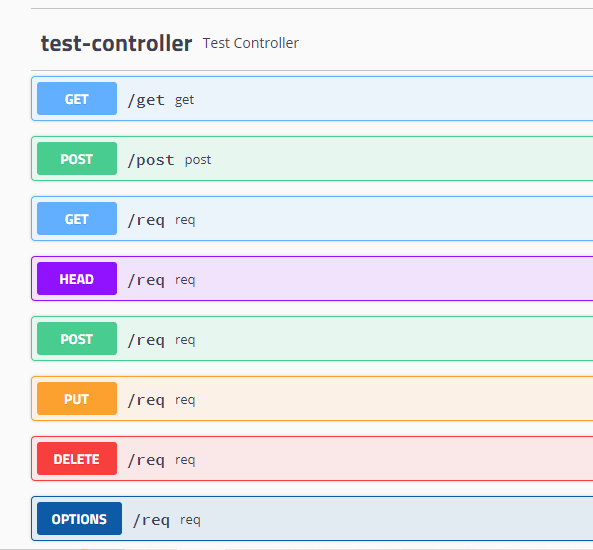 test-controller Test Controller
GET /get get
POST /post post
GET /req req
HEAD /req req
POST /req req
PUT /req req
DELETE /req req
OPTIONS /req req